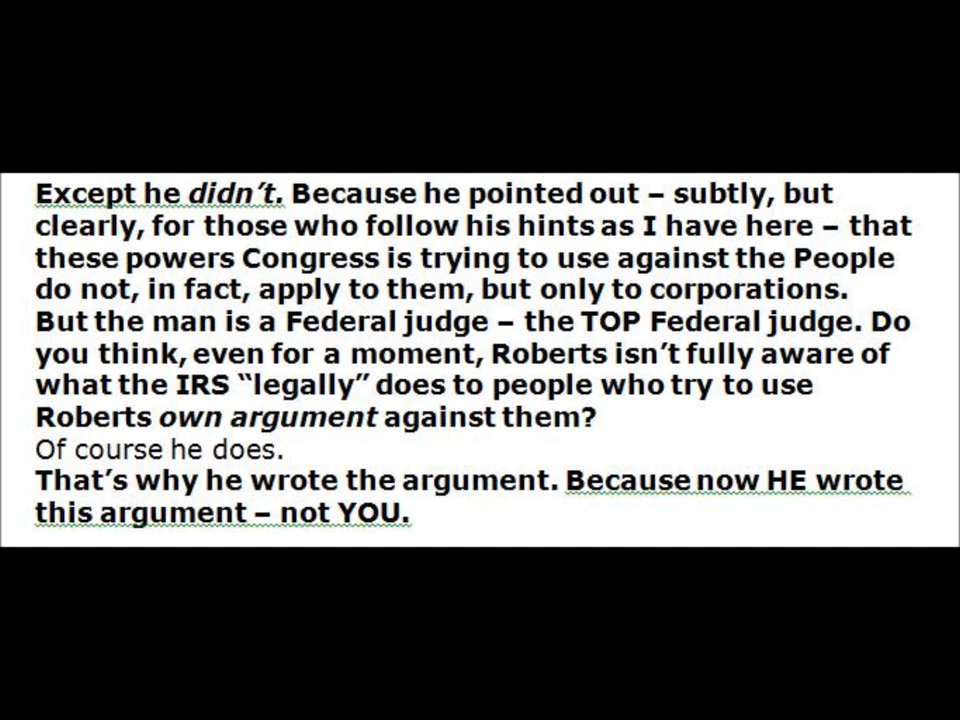 Except he didn’t. Because he pointed out – subtly, but
clearly, for those who follow his hints as I have here – that
these powers Congress is trying to use against the People
do not, in fact, apply to them, but only to corporations.
But the man is a Federal judge – the TOP Federal judge. Do
you think, even for a moment, Roberts isn’t fully aware of
what the IRS “legally” does to people who try to use
Roberts own argument against them?
Of course he does.
That’s why he wrote the argument. Because now HE wrote
this argument – not YOU.